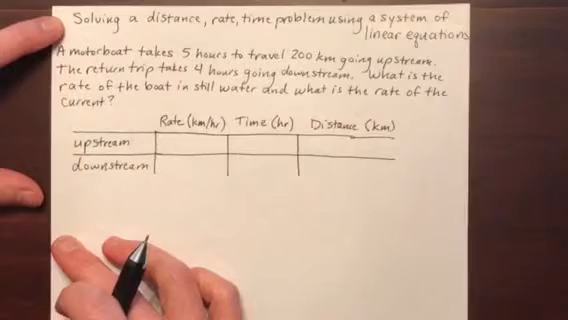 Solving a distance, rate, time problem using a system of
linear equations
A motorboat takes 5 hours to travel 200 km going upstream.
The return trip takes 4 hours going downstream. What is the
rate of the boat in still water and what is the rate of the
current?
Rate (km/hr) Time (hr) Distance (km)
upstream
downstream